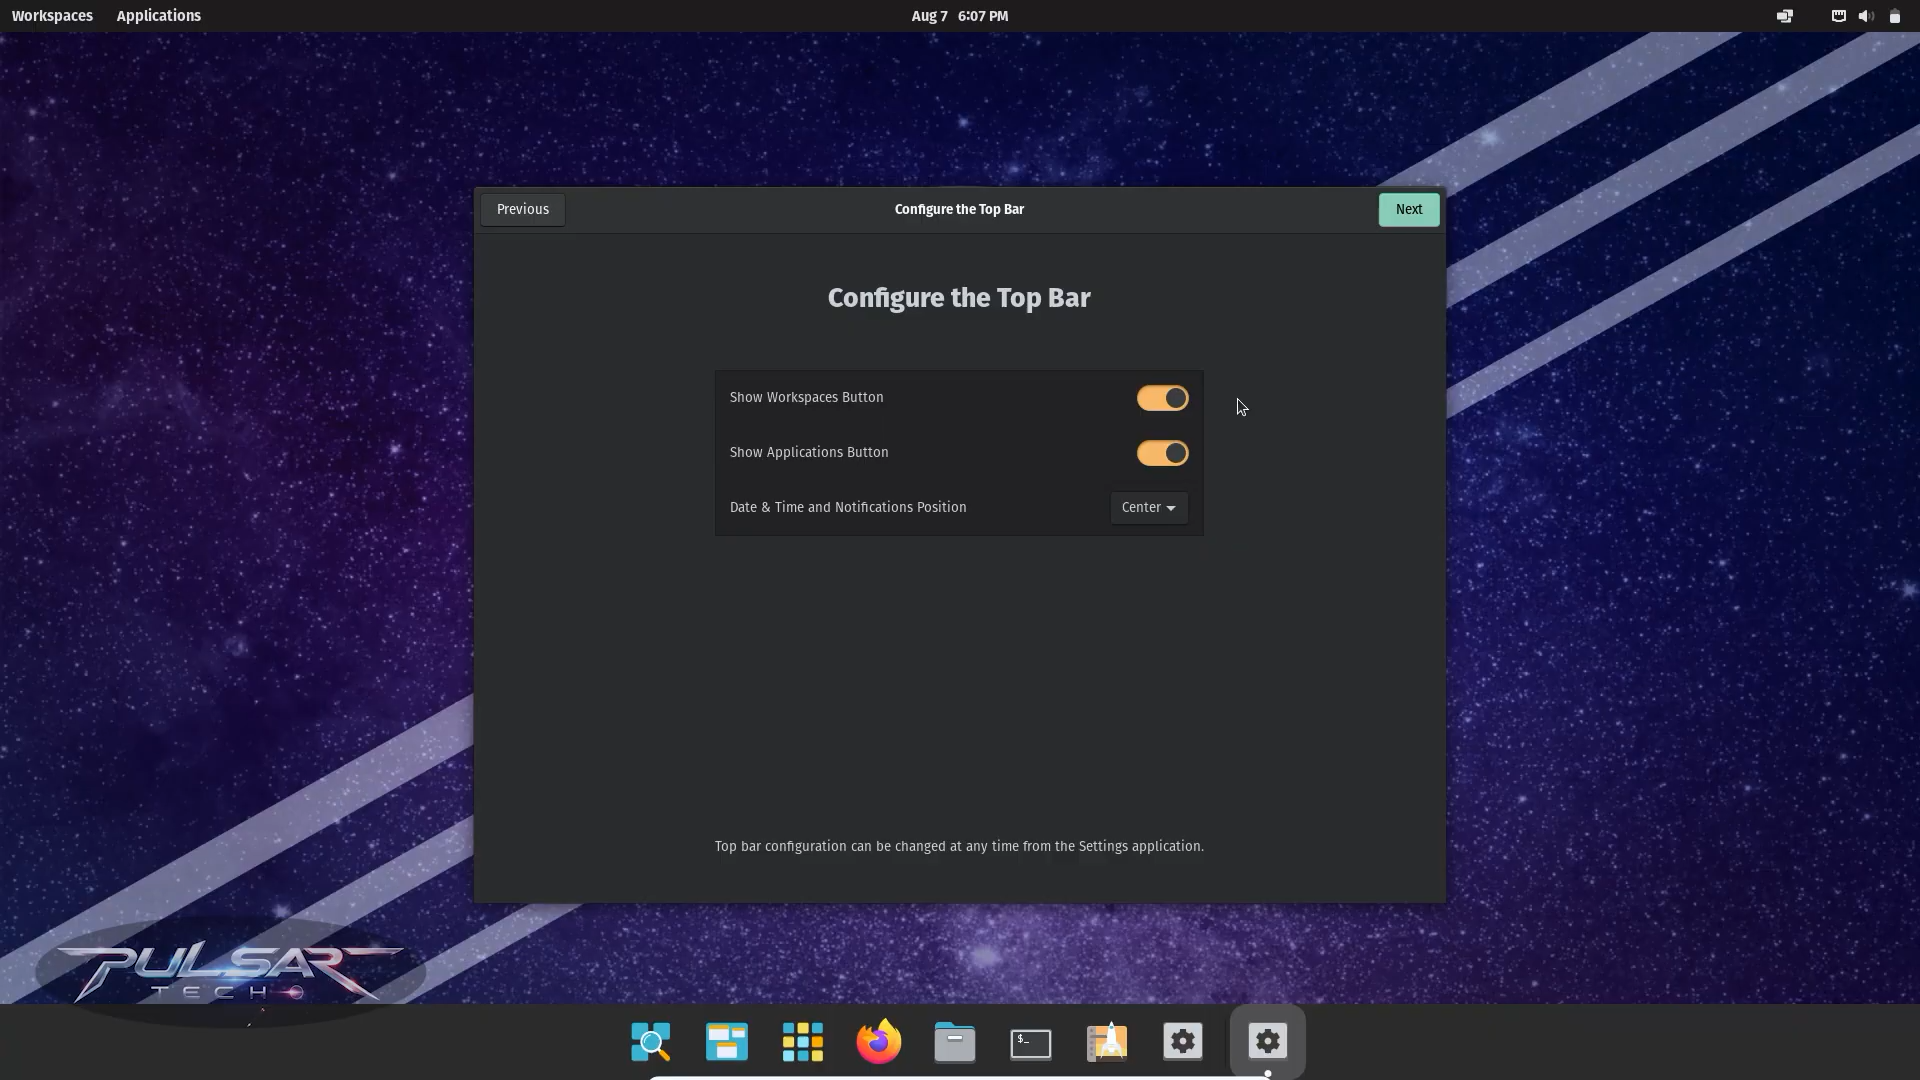 Workspaces Applications Aug 7 6:07 PM
Previous Configure the Top Bar Next
Configure the Top Bar
Show Workspaces Button
Show Applications Button
Date & Time and Notifications Position Center
Top bar configuration can be changed at any time from the Settings application.
PULSAR
TECH
$_